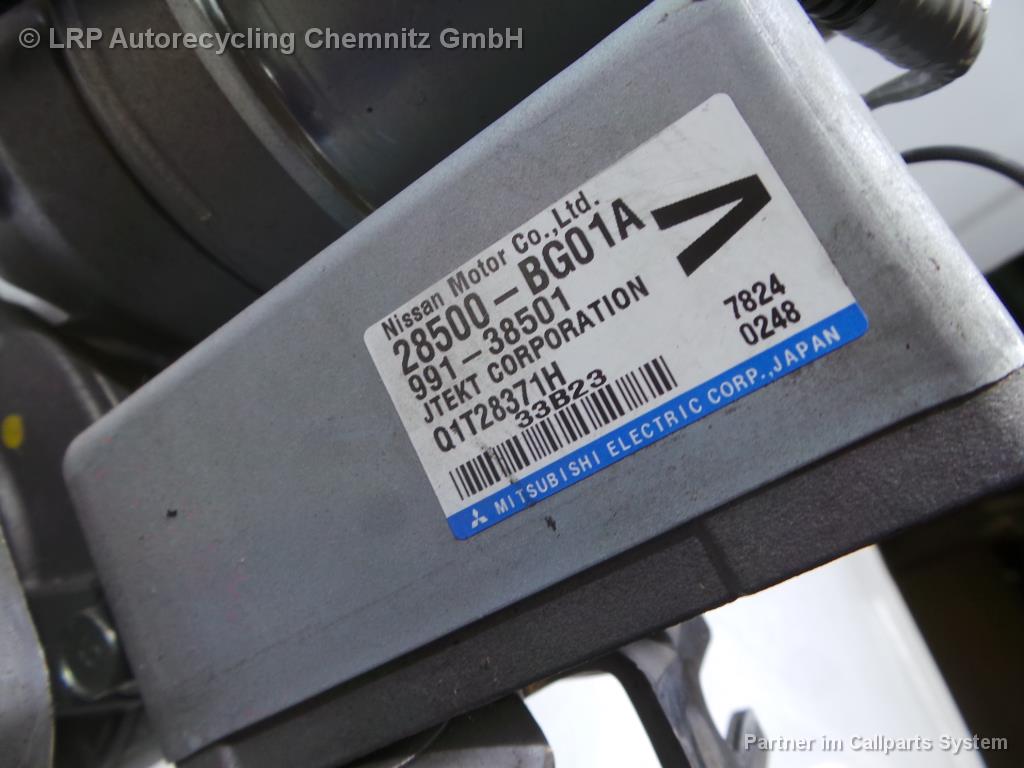 © LRP Autorecycling Chemnitz GmbH
Nissan Motor Co.,Ltd.
28500-BG01A
991-38501
JTEKT CORPORATION
Q1T28371H
33B23
7824
0248
MITSUBISHI ELECTRIC CORP., JAPAN
Partner im Callparts System